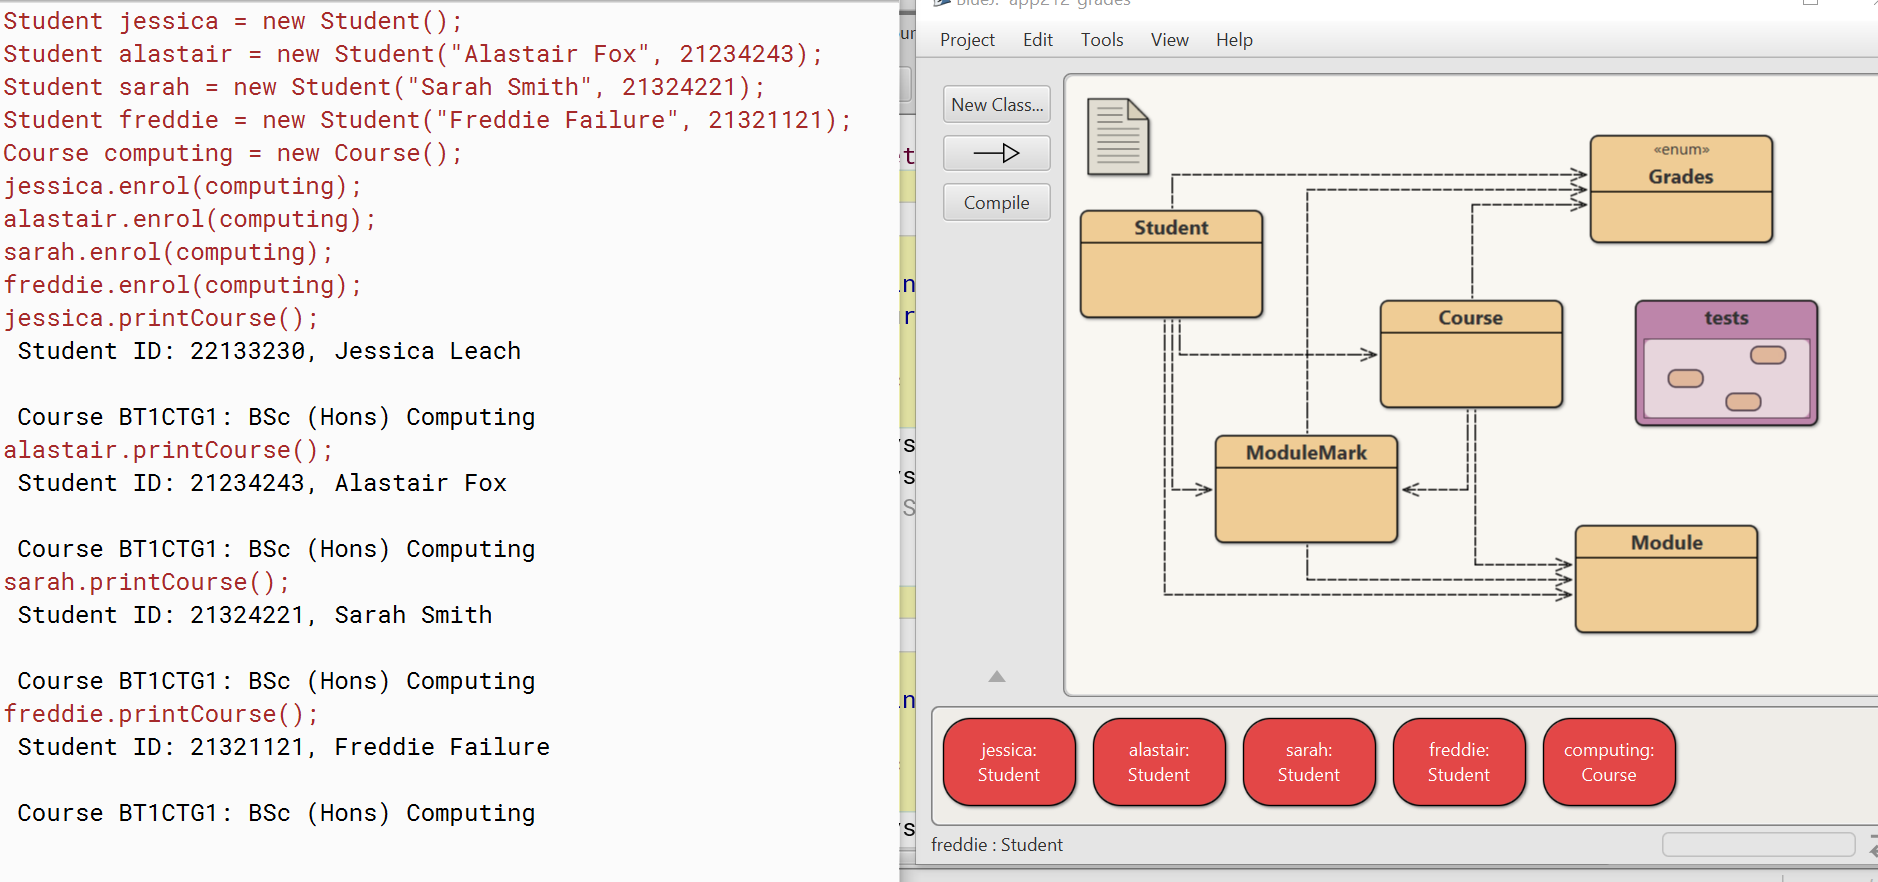 Student jessica = new Student();
Student alastair = new Student("Alastair Fox", 21234243);
Student sarah = new Student("Sarah Smith", 21324221);
Student freddie = new Student("Freddie Failure", 21321121);
Course computing = new Course();
jessica.enrol(computing);
alastair.enrol(computing);
sarah.enrol(computing);
freddie.enrol(computing);
jessica.printCourse();
Student ID: 22133230, Jessica Leach
Course BT1CTG1: BSc (Hons) Computing
alastair.printCourse();
Student ID: 21234243, Alastair Fox
Course BT1CTG1: BSc (Hons) Computing
sarah.printCourse();
Student ID: 21324221, Sarah Smith
Course BT1CTG1: BSc (Hons) Computing
freddie.printCourse();
Student ID: 21321121, Freddie Failure
Course BT1CTG1: BSc (Hons) Computing
Project Edit Tools View Help
New Class...
Compile
«enum»
Grades
Student
Course
tests
ModuleMark
Module
jessica:
Student
alastair:
Student
sarah:
Student
freddie:
Student
computing:
Course
freddie : Student